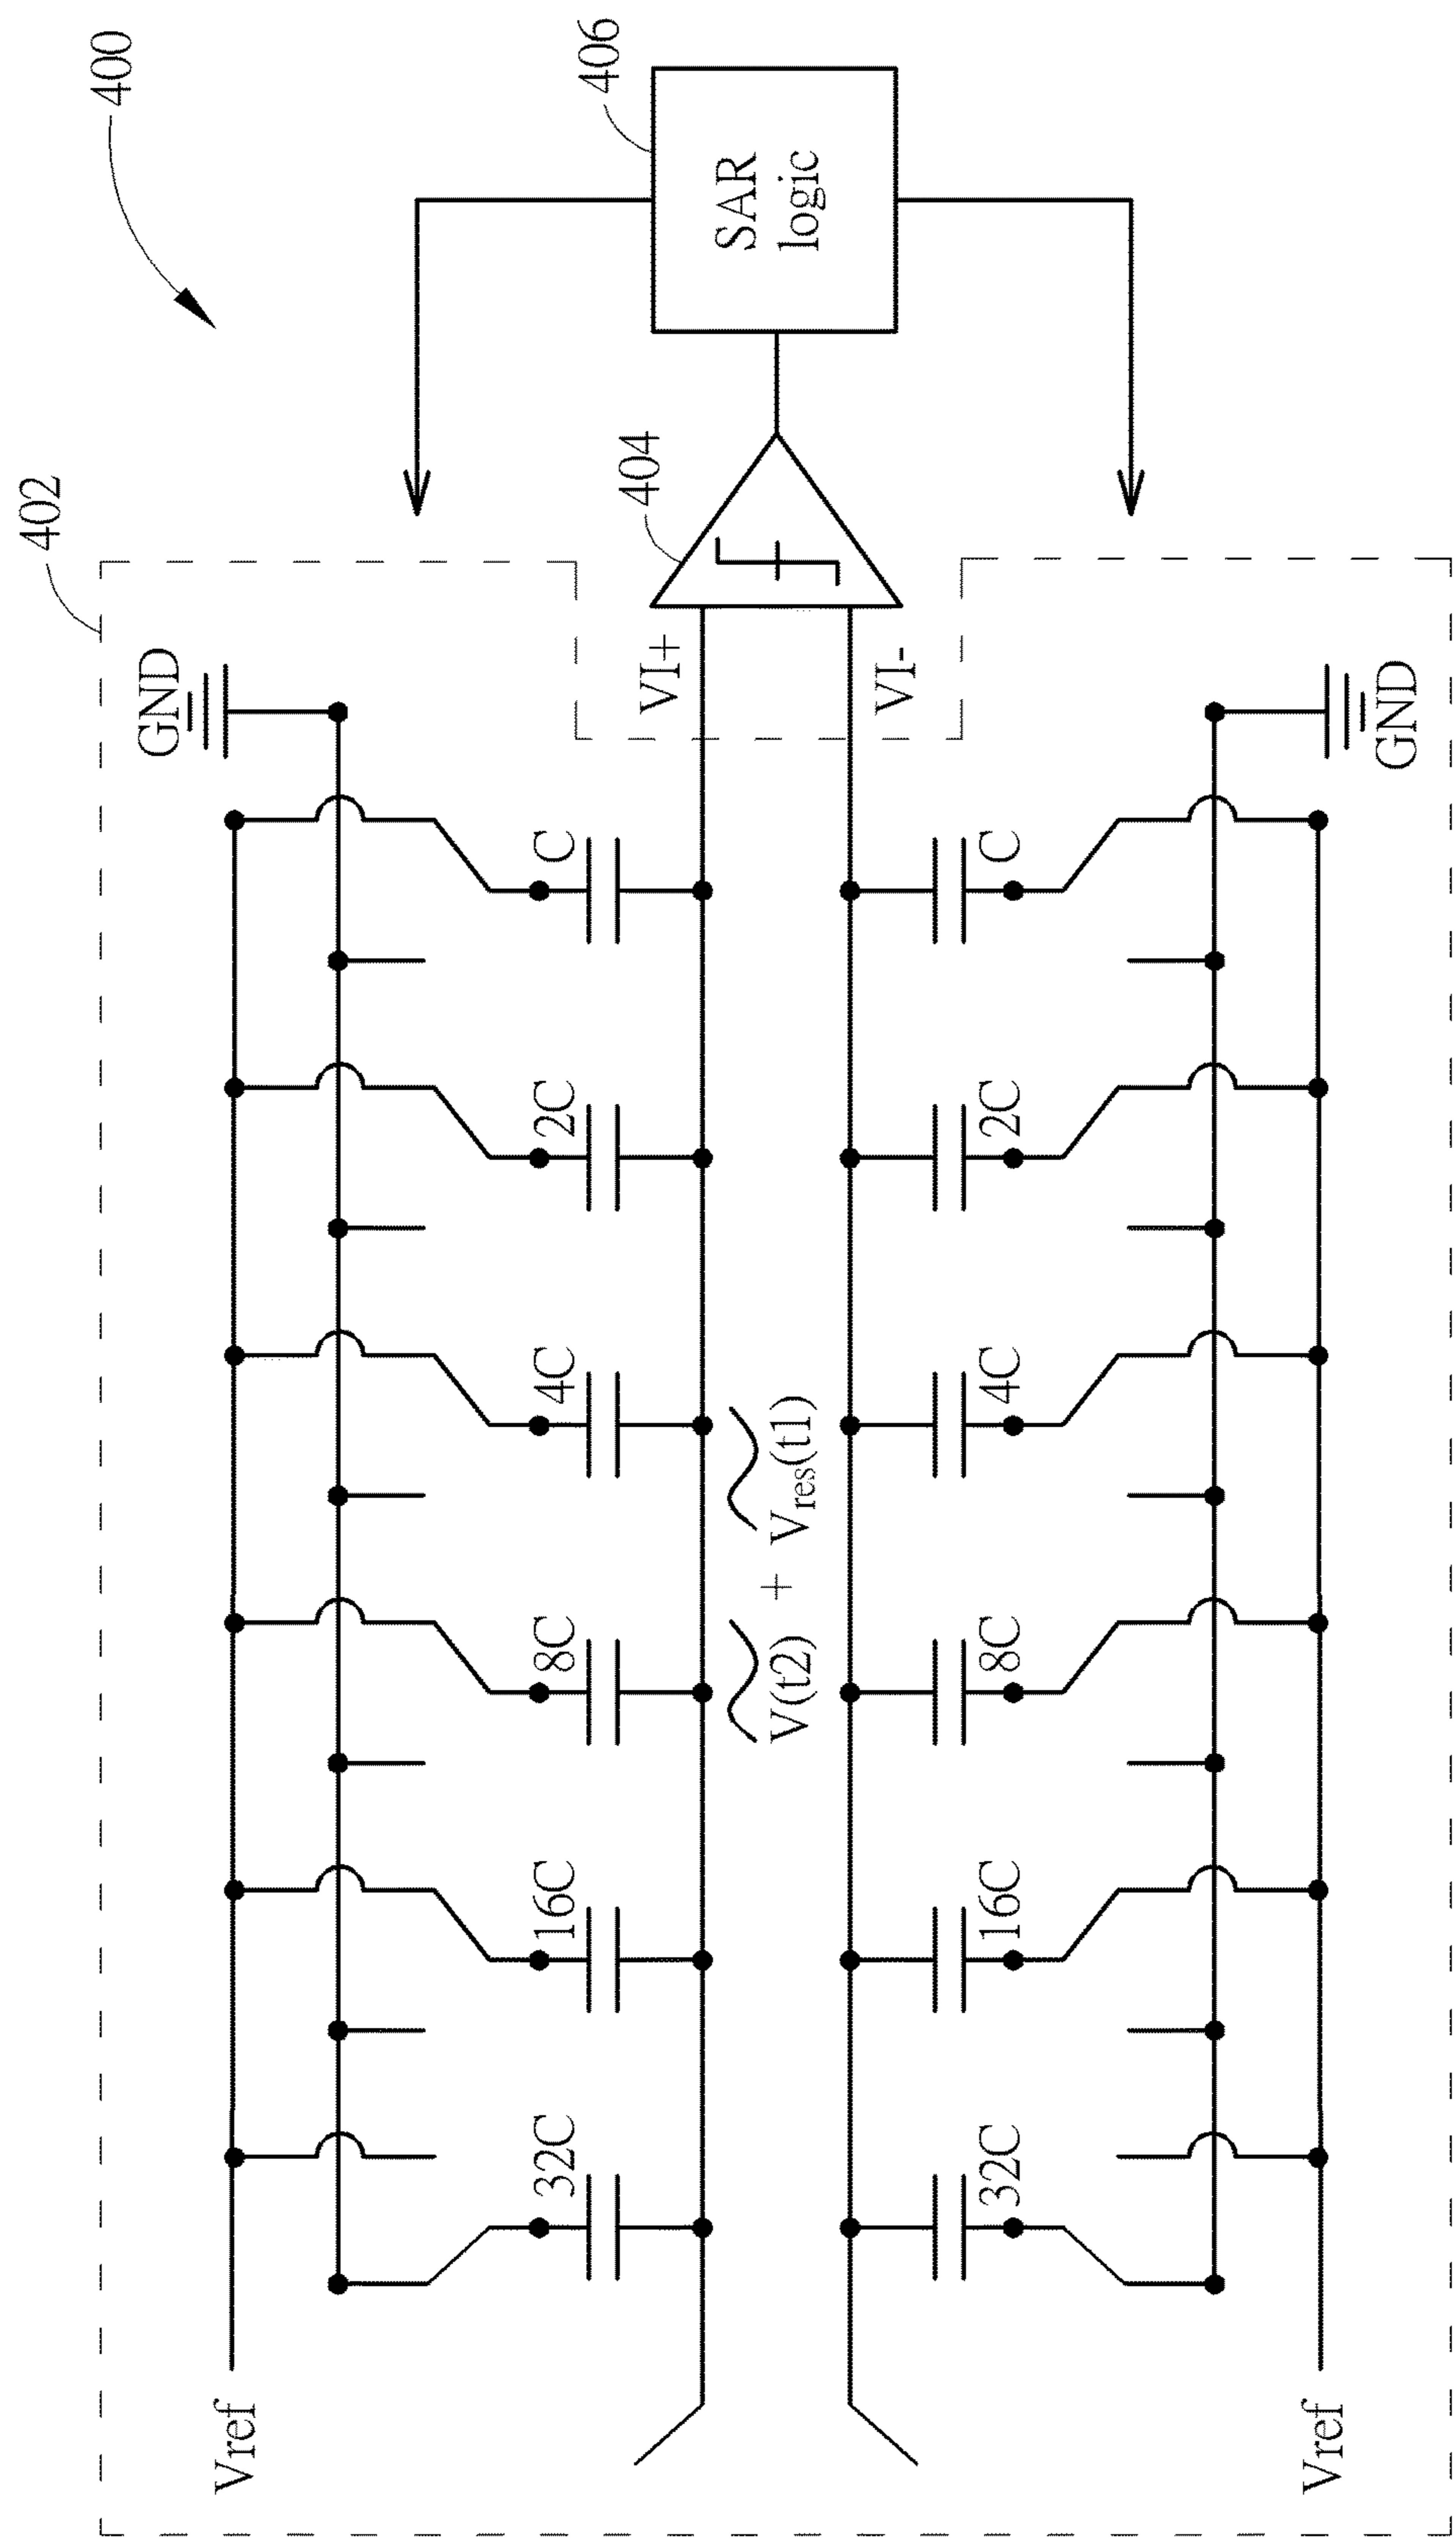 400
402
404
406
SAR
logic
GND
VI+
VI-
GND
C
2C
4C
8C
16C
32C
C
2C
4C
8C
16C
32C
V(t2) + Vres(t1)
Vref
Vref